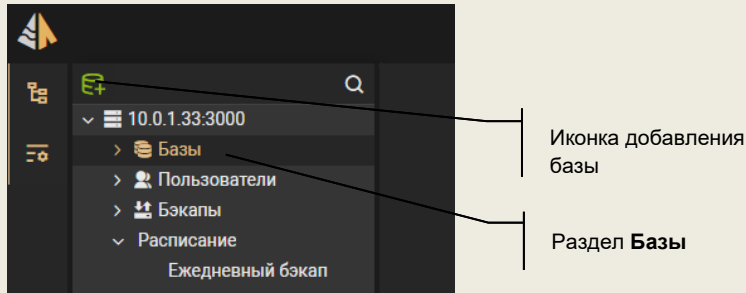 10.0.1.33:3000
Базы
Пользователи
Бэкапы
Расписание
Ежедневный бэкап
Иконка добавления
базы
Раздел Базы